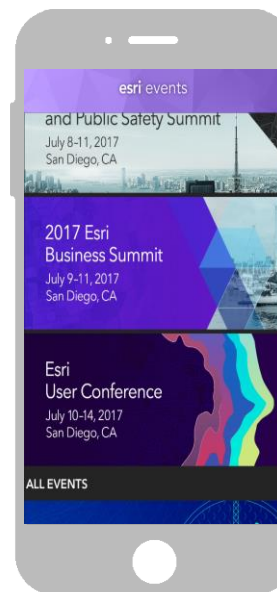 esri events
and Public Safety Summit
July 8-11, 2017
San Diego, CA
2017 Esri
Business Summit
July 9-11, 2017
San Diego, CA
Esri
User Conference
July 10-14, 2017
San Diego, CA
ALL EVENTS